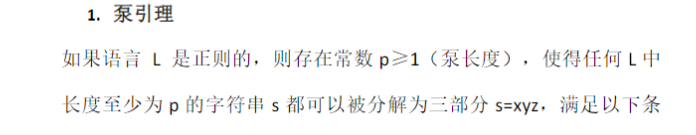 1. 泵引理
如果语言 L 是正则的，则存在常数 p≥1（泵长度），使得任何 L 中
长度至少为 p 的字符串 s 都可以被分解为三部分 s=xyz，满足以下条